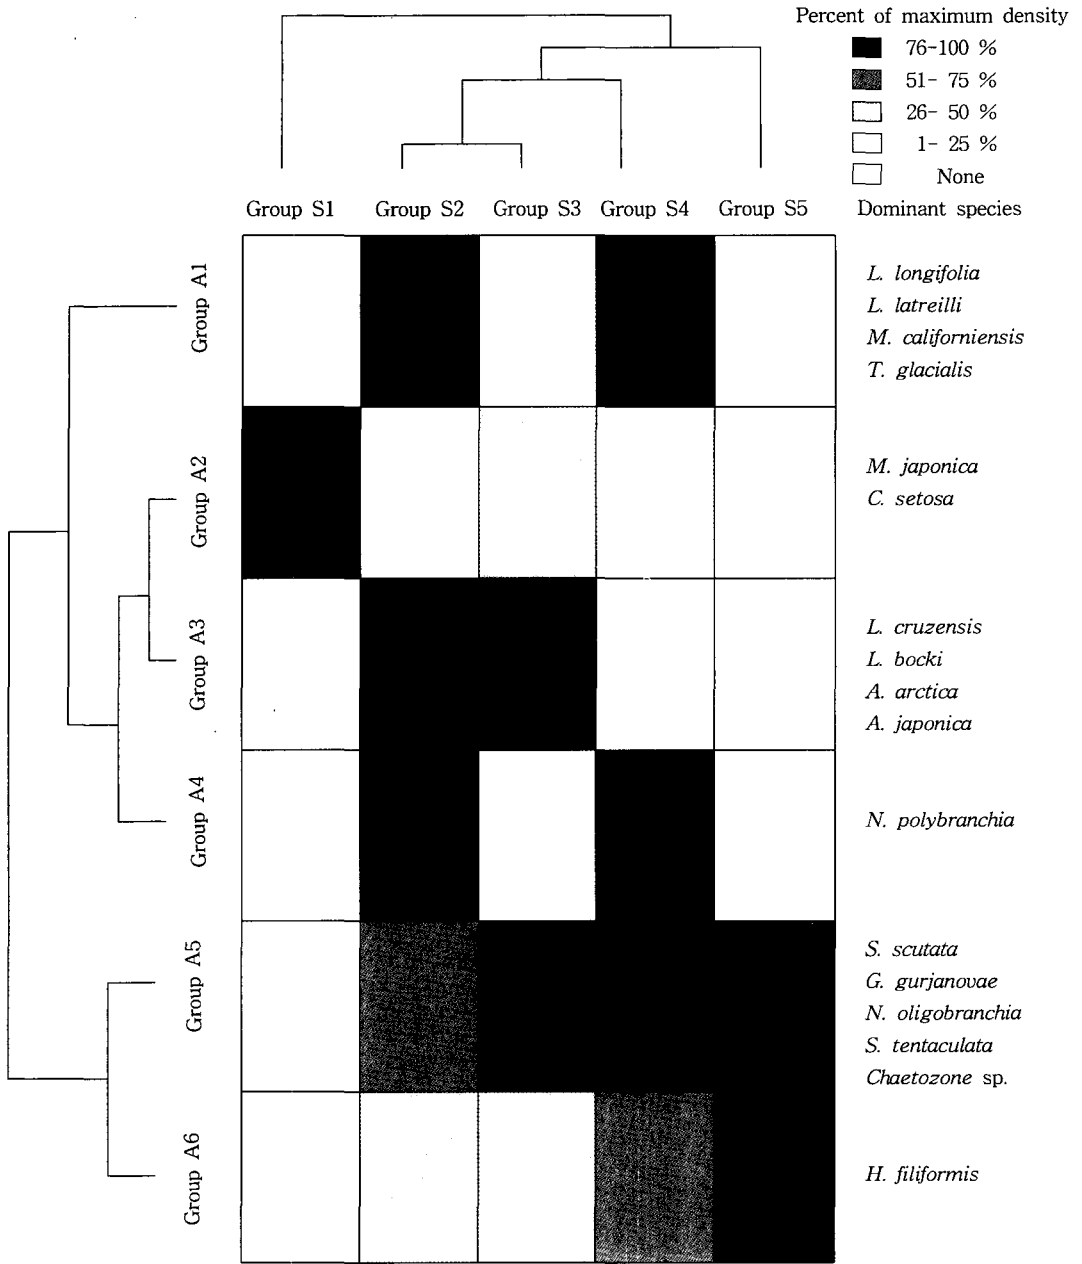 Percent of maximum density
76-100 %
51- 75 %
26- 50 %
1- 25 %
None
Group S1 Group S2 Group S3 Group S4 Group S5 Dominant species
Group A1
L. longifolia
L. latreilli
M. californiensis
T. glacialis
Group A2
M. japonica
C. setosa
Group A3
L. cruzensis
L. bocki
A. arctica
A. japonica
Group A4
N. polybranchia
Group A5
S. scutata
G. gurjanovae
N. oligobranchia
S. tentaculata
Chaetozone sp.
Group A6
H. filiformis